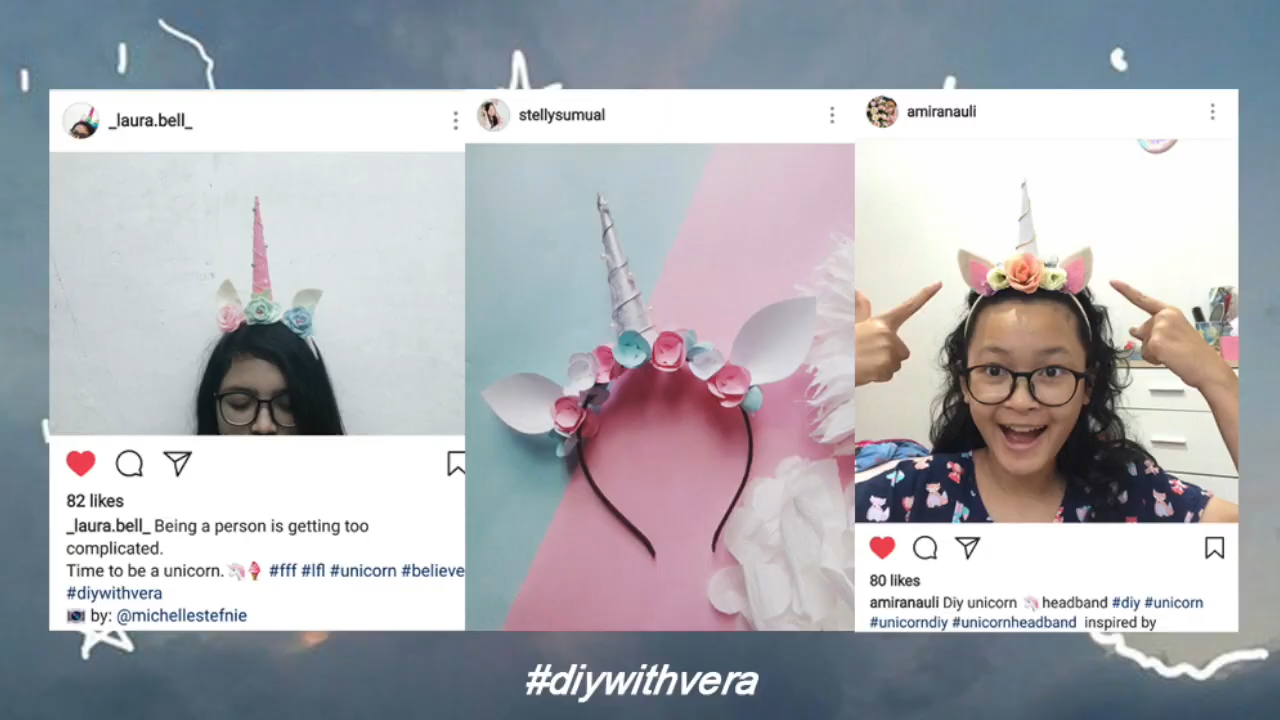 _laura.bell_
82 likes
_laura.bell_ Being a person is getting too
complicated.
Time to be a unicorn. 🦄🍦 #fff #lfl #unicorn #believe
#diywithvera
📷 by: @michellestefnie
stellysumual
amiranauli
80 likes
amiranauli Diy unicorn 🦄 headband #diy #unicorn
#unicorndiy #unicornheadband inspired by
#diywithvera